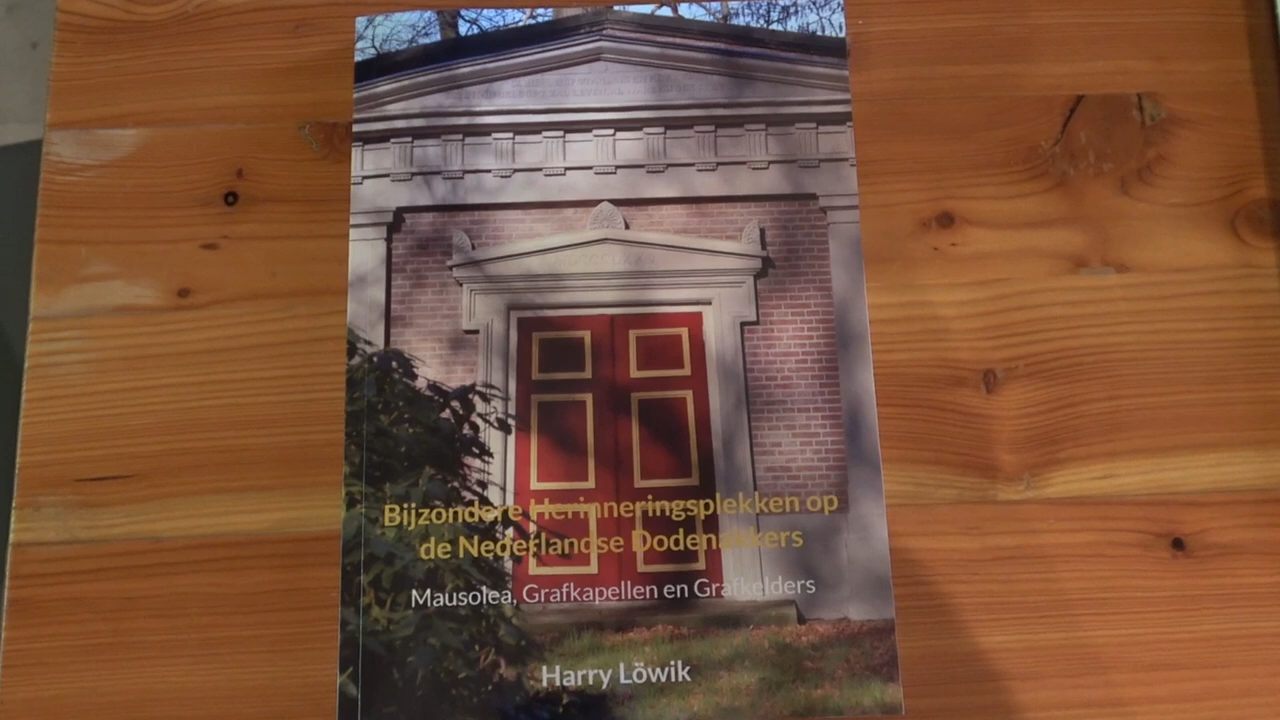 Bijzondere Herinneringsplekken op
de Nederlandse Dodenakkers
Mausolea, Grafkapellen en Grafkelders
Harry Löwik